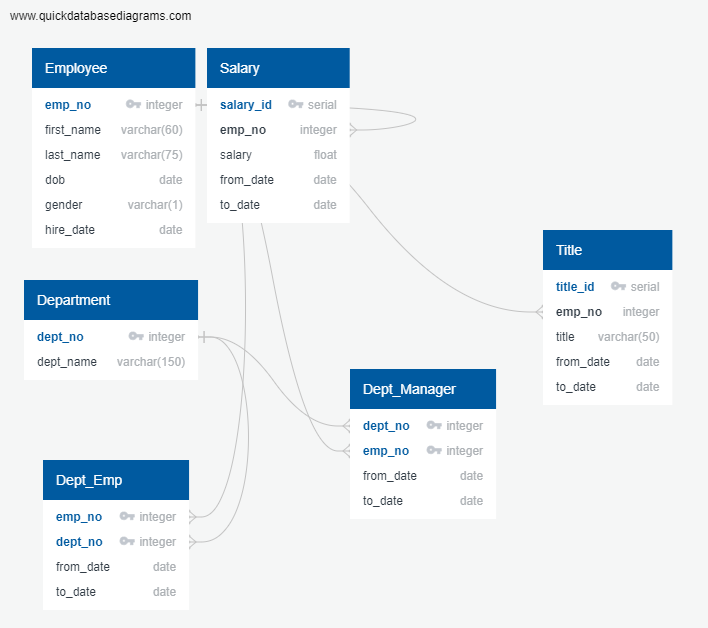 www.quickdatabasediagrams.com
Employee
emp_no integer
first_name varchar(60)
last_name varchar(75)
dob date
gender varchar(1)
hire_date date
Salary
salary_id serial
emp_no integer
salary float
from_date date
to_date date
Title
title_id serial
emp_no integer
title varchar(50)
from_date date
to_date date
Department
dept_no integer
dept_name varchar(150)
Dept_Manager
dept_no integer
emp_no integer
from_date date
to_date date
Dept_Emp
emp_no integer
dept_no integer
from_date date
to_date date